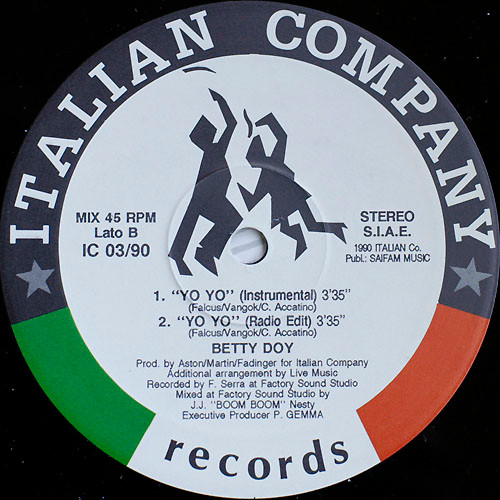 ITALIAN COMPANY
MIX 45 RPM
Lato B
IC 03/90
STEREO
S.I.A.E.
1990 ITALIAN Co.
Publ.: SAIFAM MUSIC
1. "YO YO" (Instrumental) 3'35"
(Falcus/Vangok/C. Accatino)
2. "YO YO" (Radio Edit) 3'35"
(Falcus/Vangok/C. Accatino)
BETTY DOY
Prod. by Aston/Martin/Fadinger for Italian Company
Additional arrangement by Live Music
Recorded by F. Serra at Factory Sound Studio
Mixed at Factory Sound Studio by
J.J. "BOOM BOOM" Nesty
Executive Producer P. GEMMA
records